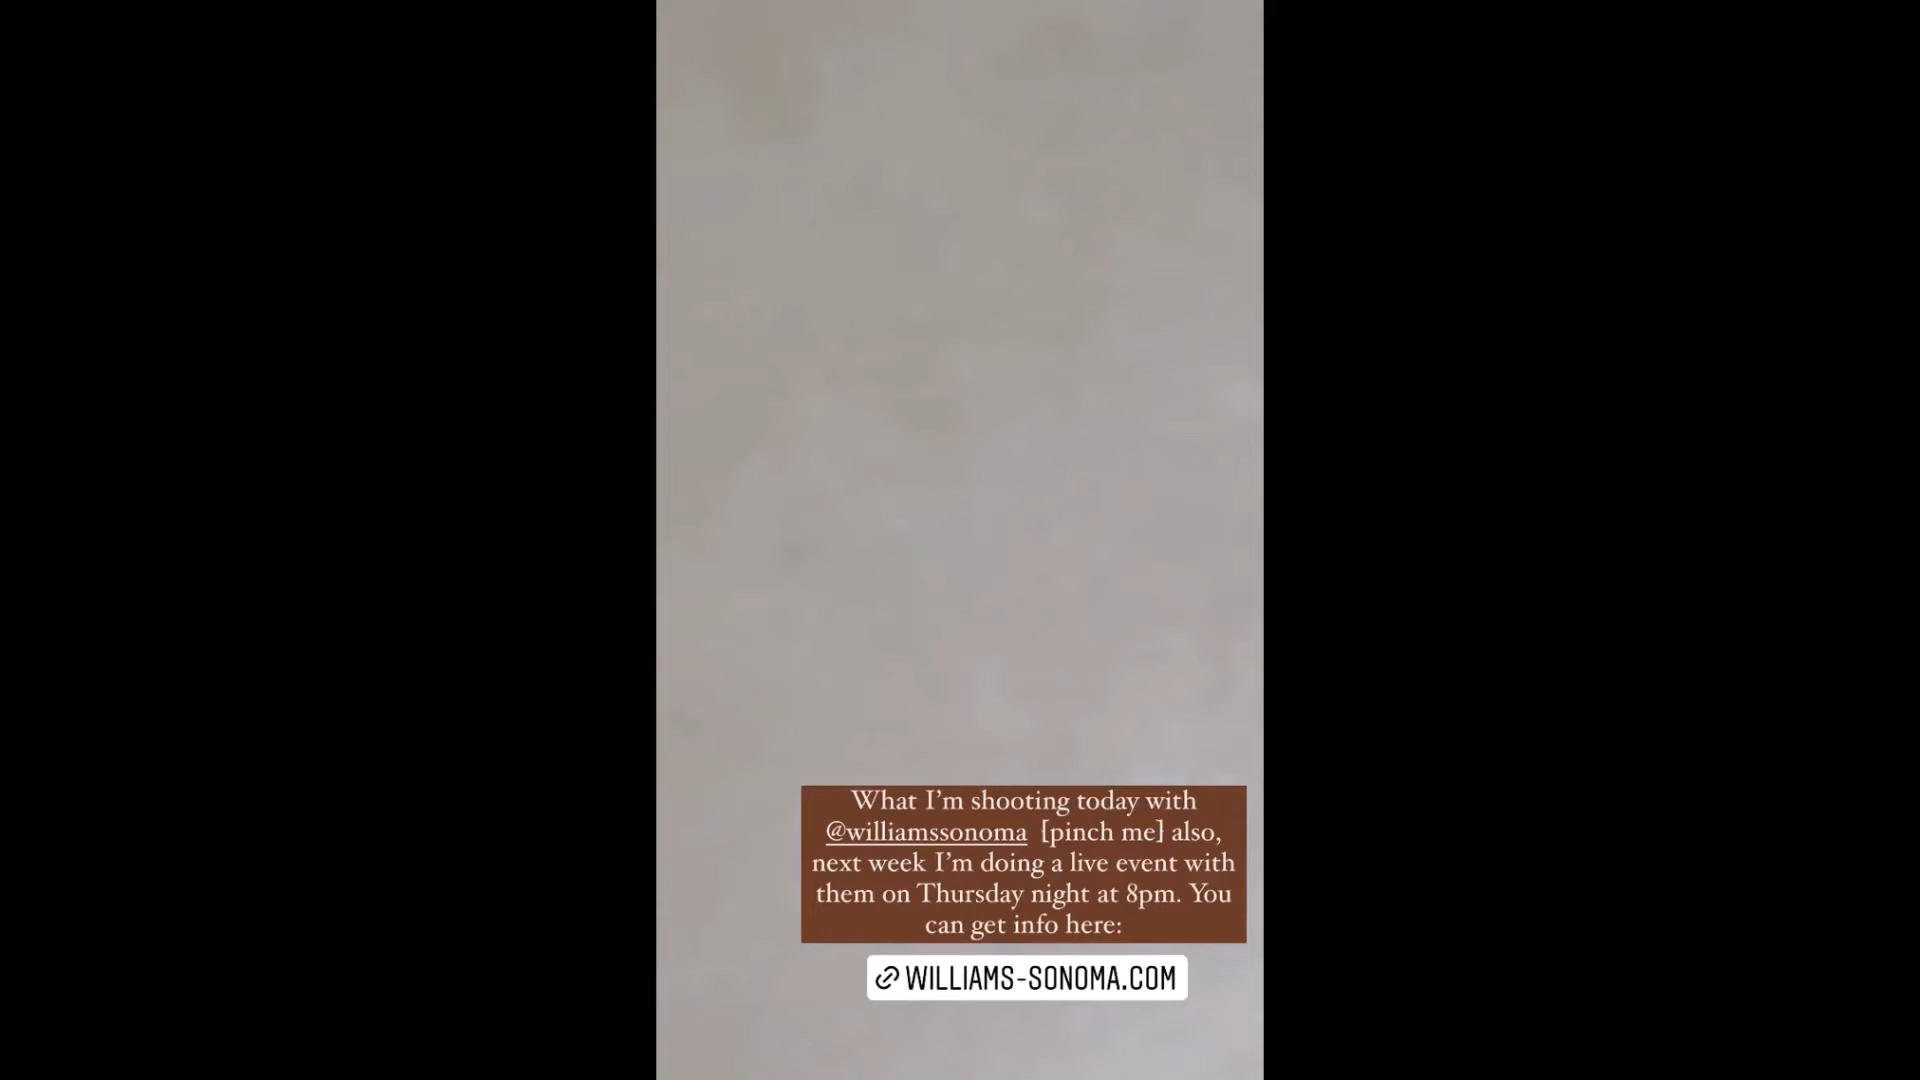 What I’m shooting today with
@williamssonoma [pinch me] also,
next week I’m doing a live event with
them on Thursday night at 8pm. You
can get info here:
WILLIAMS-SONOMA.COM